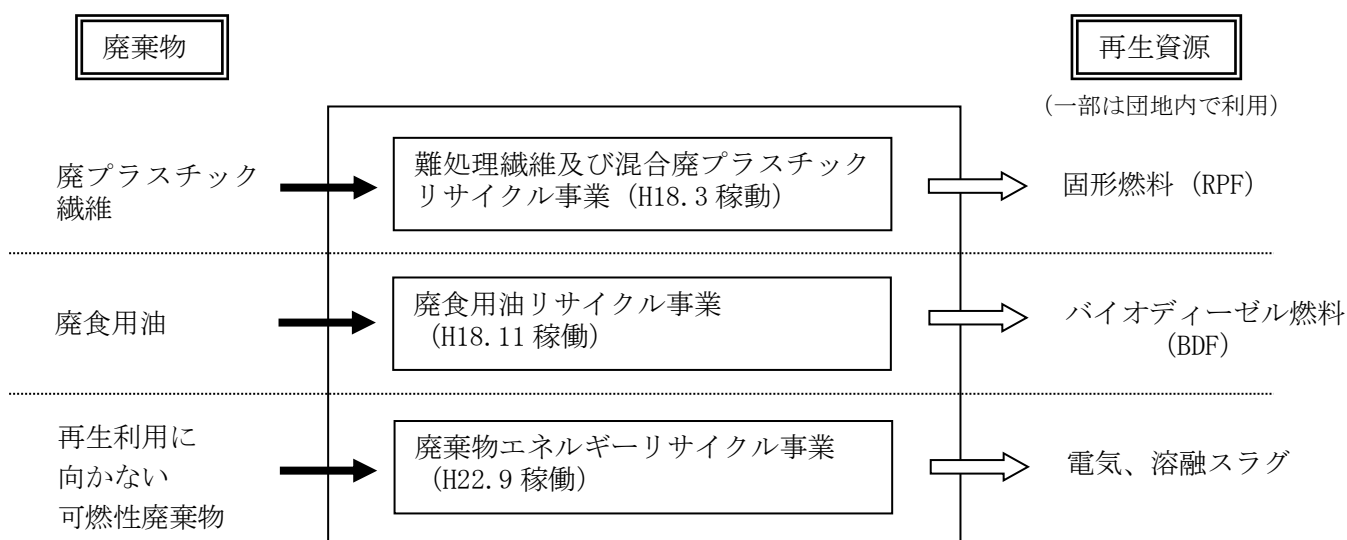 廃棄物
再生資源
（一部は団地内で利用）
廃プラスチック
繊維
難処理繊維及び混合廃プラスチック
リサイクル事業（H18.3 稼動）
固形燃料（RPF）
廃食用油
廃食用油リサイクル事業
（H18.11 稼働）
バイオディーゼル燃料
（BDF）
再生利用に
向かない
可燃性廃棄物
廃棄物エネルギーリサイクル事業
（H22.9 稼働）
電気、溶融スラグ